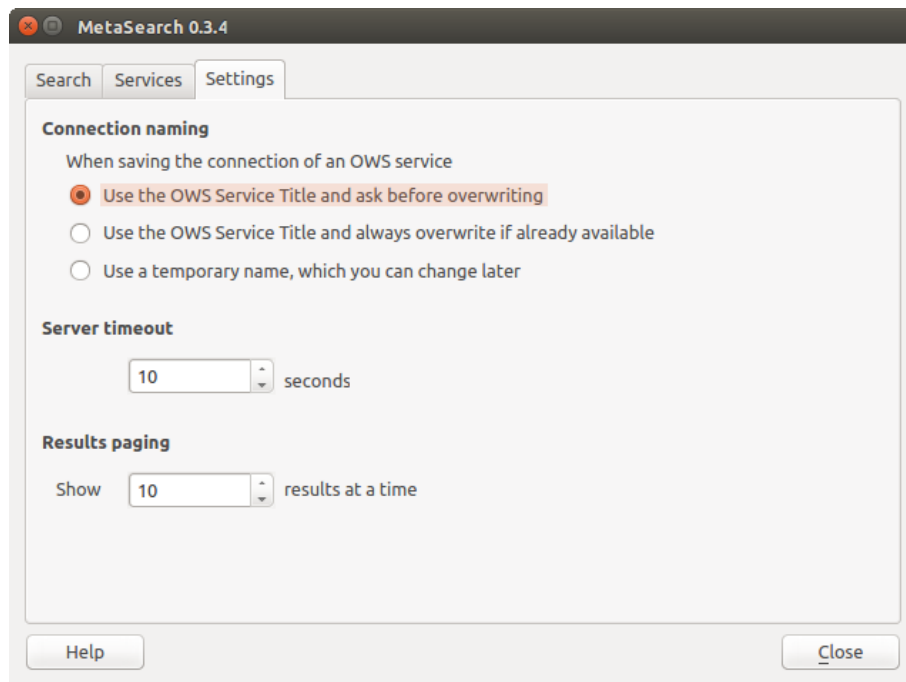 MetaSearch 0.3.4
Search Services Settings
Connection naming
When saving the connection of an OWS service
Use the OWS Service Title and ask before overwriting
Use the OWS Service Title and always overwrite if already available
Use a temporary name, which you can change later
Server timeout
10 seconds
Results paging
Show 10 results at a time
Help Close